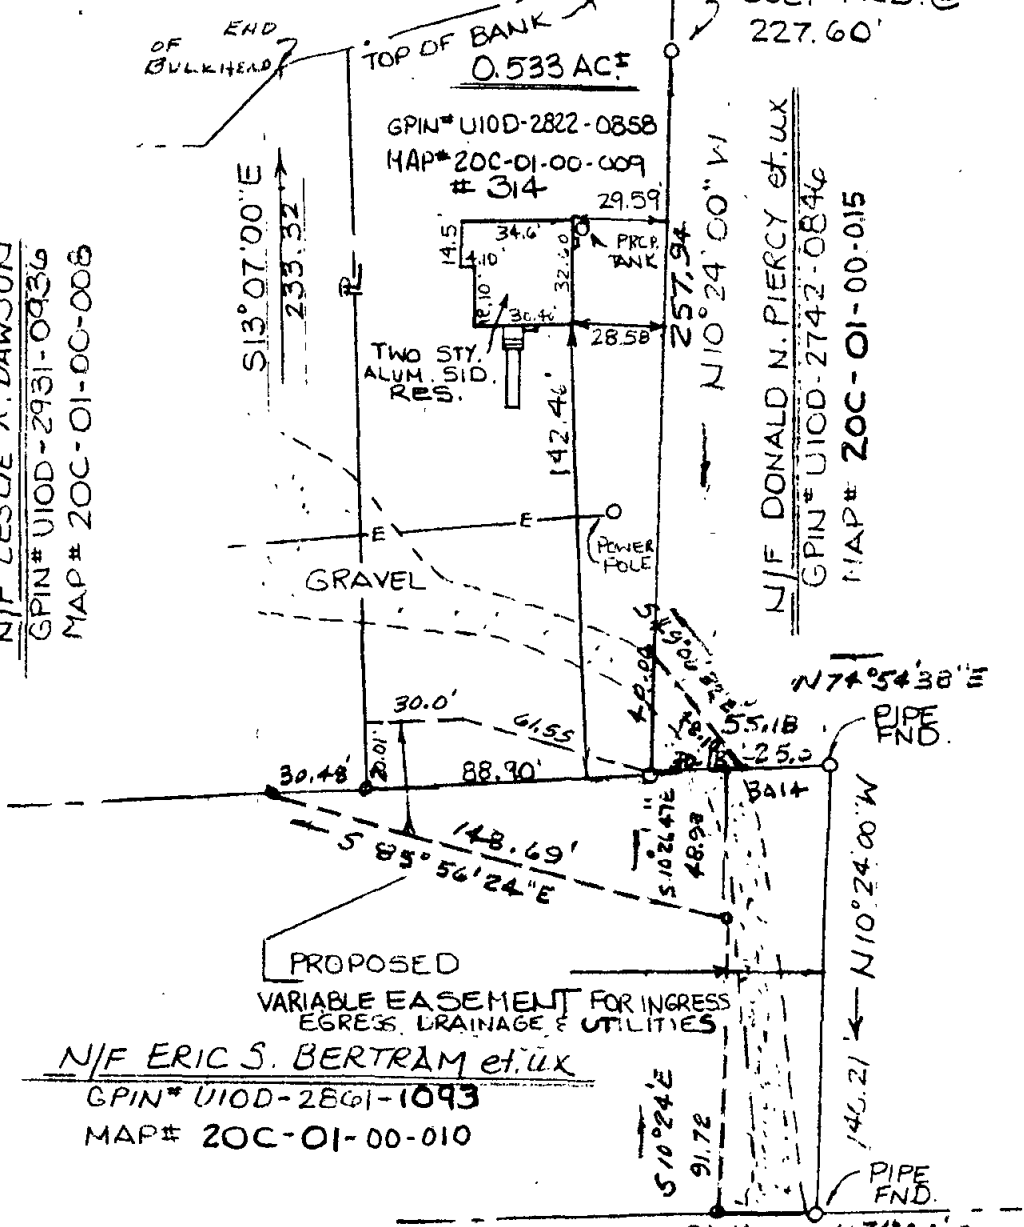 END
OF
BULKHEAD
TOP OF BANK
227.60'
0.533 AC±
GPIN# U10D-2822-0858
MAP# 20C-01-00-009
# 314
S13°07'00"E
233.32'
29.59'
34.6'
14.5
4.10'
32.60
PROP.
TANK
30.46'
28.58'
TWO STY.
ALUM. SID.
RES.
142.46'
257.94
N10°24'00"W
N/F DONALD N. PIERCY et.ux
GPIN# U10D-2742-0846
MAP# 20C-01-00-015
N/F LESLIE A. DAWSON
GPIN# U10D-2931-0936
MAP# 20C-01-00-008
E
E
POWER
POLE
GRAVEL
40.00
N74°54'38"E
30.0'
61.55
55.18
PIPE
FND.
30.48'
20.01'
88.90'
BA14
148.69'
S 85°56'24"E
S10°26'47E
48.98
N10°24'00"W
146.21'
PROPOSED
VARIABLE EASEMENT FOR INGRESS
EGRESS, DRAINAGE & UTILITIES
N/F ERIC S. BERTRAM et.ux
GPIN# U10D-2861-1093
MAP# 20C-01-00-010
S10°24'E
91.72
PIPE
FND.